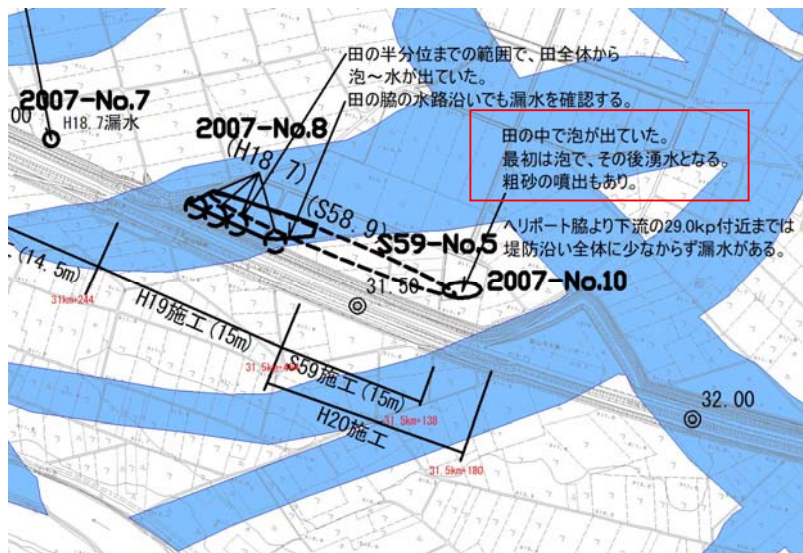 田の半分位までの範囲で、田全体から
泡～水が出ていた。
田の脇の水路沿いでも漏水を確認する。
2007-No.7
00
H18.7漏水
2007-No.8
(H18.7)
(S58.9)
田の中で泡が出ていた。
最初は泡で、その後湧水となる。
粗砂の噴出もあり。
ヘリポート脇より下流の29.0kp付近までは
堤防沿い全体に少なからず漏水がある。
S59-No.5
2007-No.10
31.50
(14.5m)
31km+244
H19施工(15m)
S59施工(15m)
31.5km+138
H20施工
31.5km+180
32.00